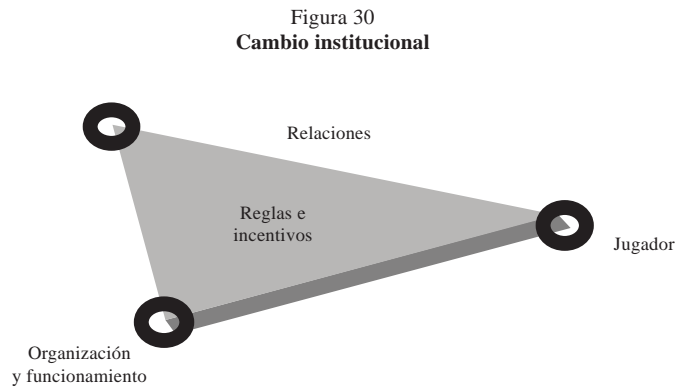 Figura 30
Cambio institucional
Relaciones
Reglas e
incentivos
Jugador
Organización
y funcionamiento